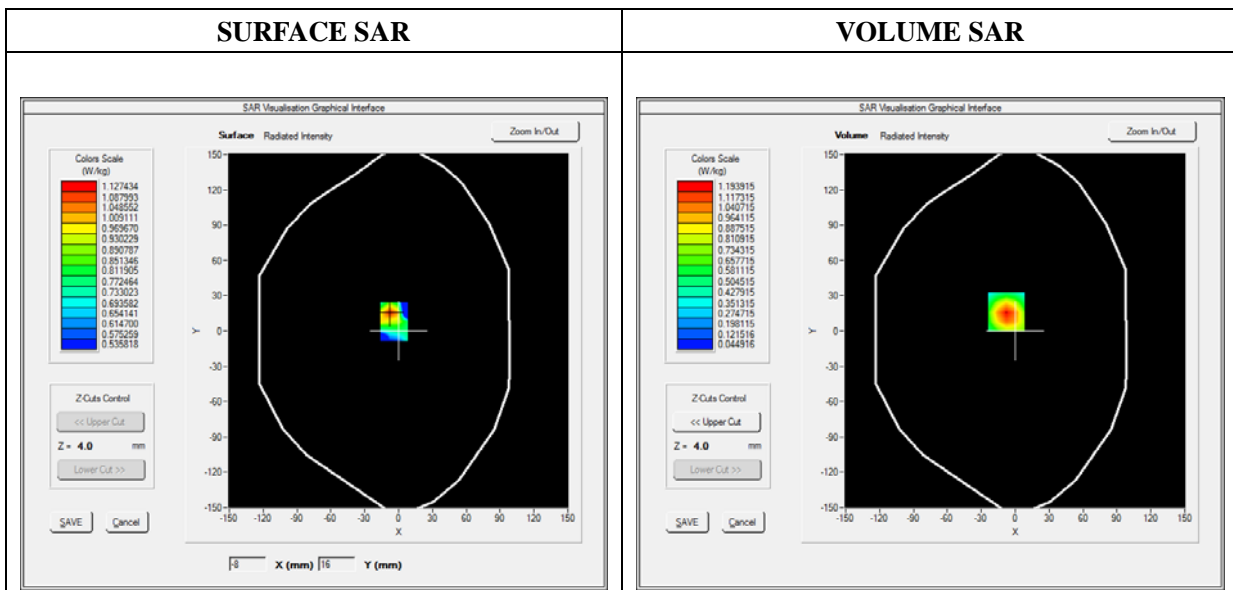 SURFACE SAR
VOLUME SAR
SAR Visualisation Graphical Interface
Surface Radiated Intensity
Zoom In/Out
Colors Scale
(W/kg)
1.127434
1.087993
1.048552
1.009111
0.969670
0.930229
0.890787
0.851346
0.811905
0.772464
0.733023
0.693582
0.654141
0.614700
0.575259
0.535818
Z-Cuts Control
<< Upper Cut
Z = 4.0 mm
Lower Cut >>
SAVE Cancel
150
120
90
60
30
0
-30
-60
-90
-120
-150
Y
-150 -120 -90 -60 -30 0 30 60 90 120 150
X
-8 X (mm) 16 Y (mm)
SAR Visualisation Graphical Interface
Volume Radiated Intensity
Zoom In/Out
Colors Scale
(W/kg)
1.193915
1.117315
1.040715
0.964115
0.887515
0.810915
0.734315
0.657715
0.581115
0.504515
0.427915
0.351315
0.274715
0.198115
0.121516
0.044916
Z-Cuts Control
<< Upper Cut
Z = 4.0 mm
Lower Cut >>
SAVE Cancel
150
120
90
60
30
0
-30
-60
-90
-120
-150
Y
-150 -120 -90 -60 -30 0 30 60 90 120 150
X